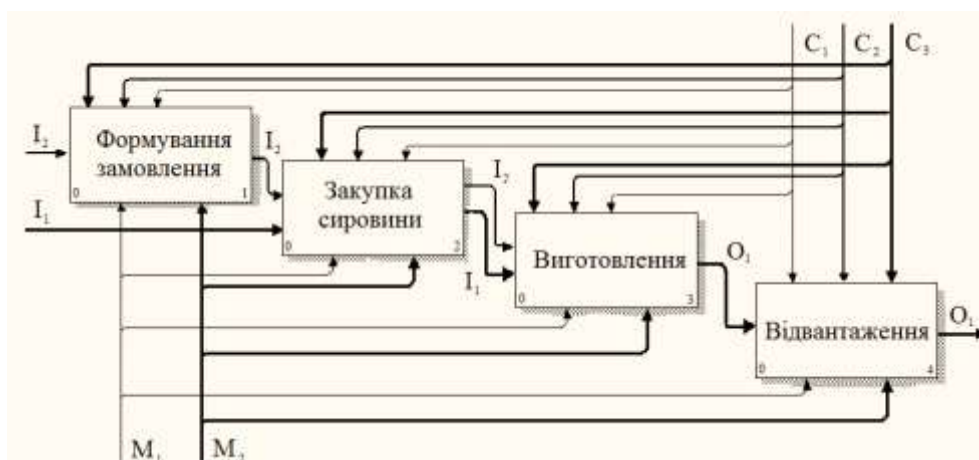 C₁ C₂ C₃
I₂
Формування
замовлення
0 1
I₂
I₁
Закупка
сировини
0 2
I₂
I₁
Виготовлення
0 3
O₁
Відвантаження
0 4
O₁
M₁ M₂